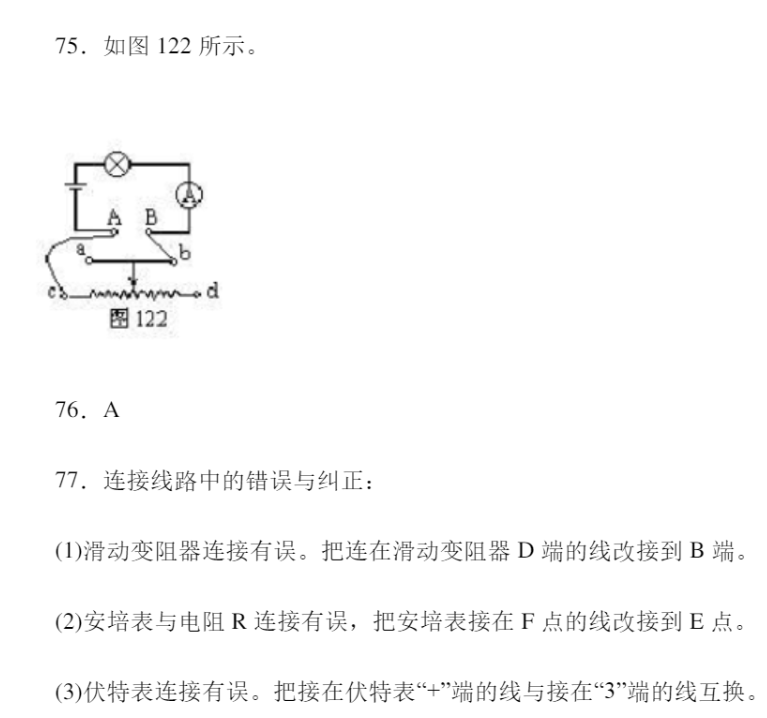 75．如图 122 所示。
A B
A
a b
c d
图 122
76．A
77．连接线路中的错误与纠正：
(1)滑动变阻器连接有误。把连在滑动变阻器 D 端的线改接到 B 端。
(2)安培表与电阻 R 连接有误，把安培表接在 F 点的线改接到 E 点。
(3)伏特表连接有误。把接在伏特表“+”端的线与接在“3”端的线互换。